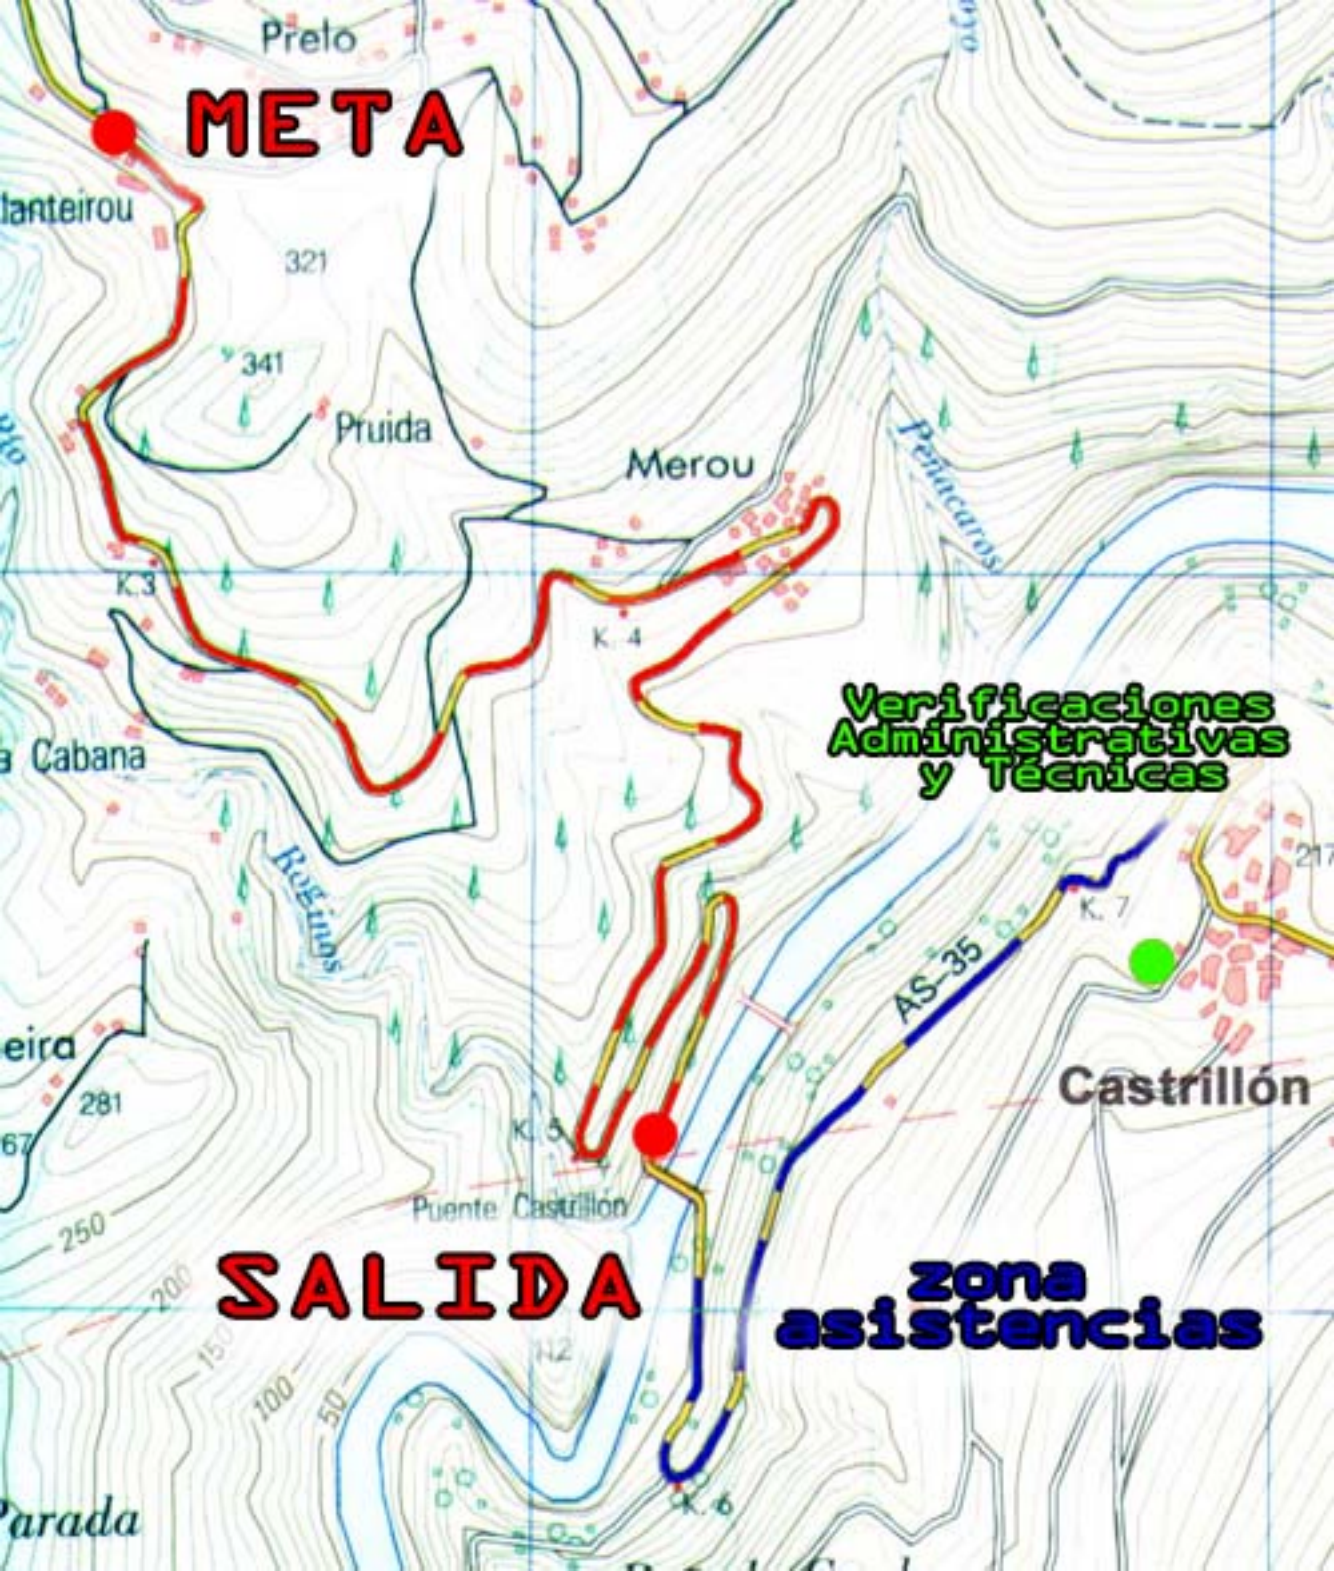 Prelo
META
lanteirou
321
341
Pruida
Merou
Peñacaros
K.3
K. 4
Verificaciones
Administrativas
y Técnicas
a Cabana
Roginos
217
K. 7
AS-35
eira
281
67
K. 5
Castrillón
Puente Castrillón
250
200
150
100
50
SALIDA
zona
asistencias
112
K. 6
Parada